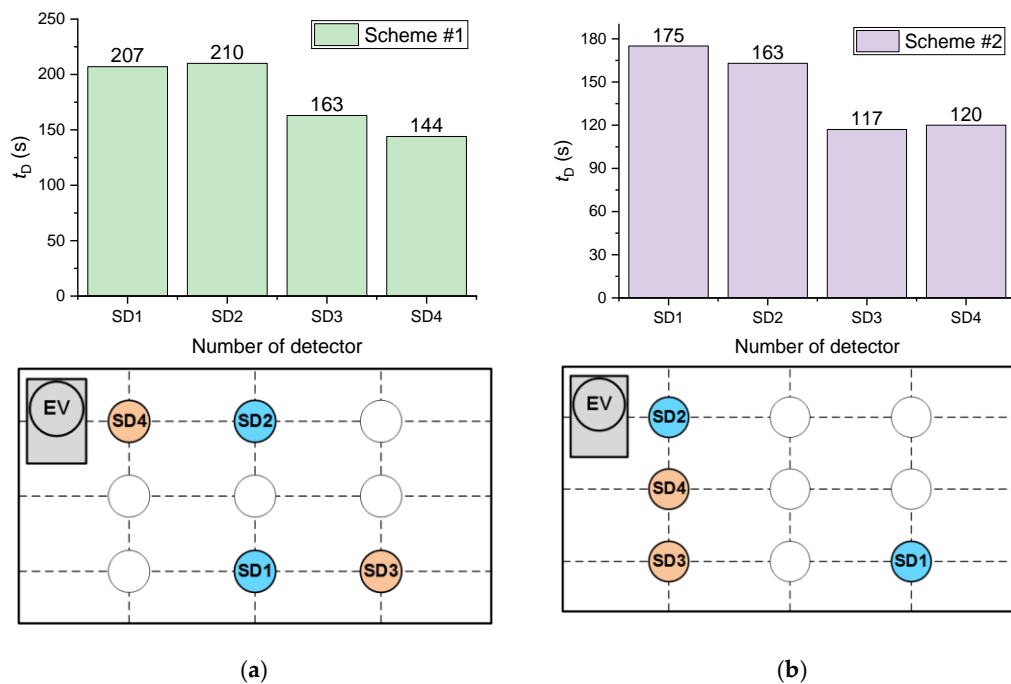 250
200
150
100
50
0
t_D (s)
Scheme #1
207
210
163
144
SD1 SD2 SD3 SD4
Number of detector
EV
SD4
SD2
SD1
SD3
(a)
180
150
120
90
60
30
0
t_D (s)
Scheme #2
175
163
117
120
SD1 SD2 SD3 SD4
Number of detector
EV
SD2
SD4
SD3
SD1
(b)